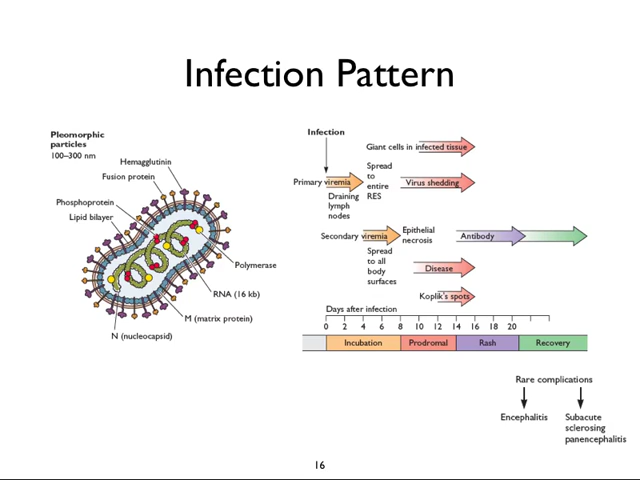 Infection Pattern
Pleomorphic
particles
100–300 nm
Hemagglutinin
Fusion protein
Phosphoprotein
Lipid bilayer
Polymerase
RNA (16 kb)
M (matrix protein)
N (nucleocapsid)
Infection
Giant cells in infected tissue
Primary viremia
Spread
to
entire
RES
Virus shedding
Draining
lymph
nodes
Secondary viremia
Epithelial
necrosis
Antibody
Spread
to all
body
surfaces
Disease
Koplik's spots
Days after infection
0 2 4 6 8 10 12 14 16 18 20
Incubation Prodromal Rash Recovery
Rare complications
Encephalitis
Subacute
sclerosing
panencephalitis
16